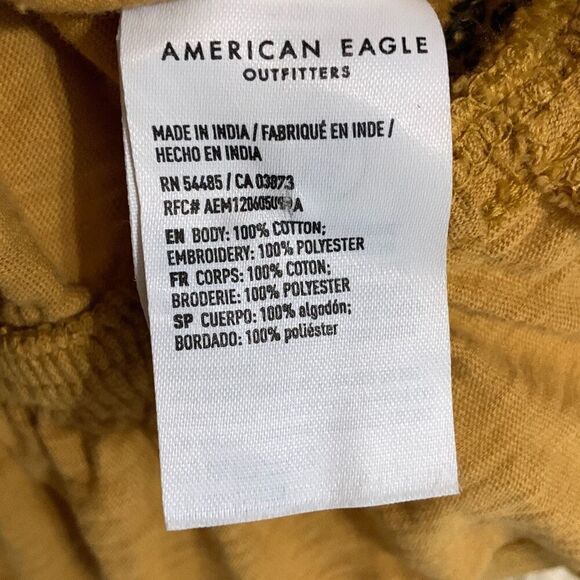 AMERICAN EAGLE
OUTFITTERS
MADE IN INDIA / FABRIQUÉ EN INDE /
HECHO EN INDIA
RN 54485 / CA 03873
RFC#
EN BODY: 100% COTTON;
EMBROIDERY: 100% POLYESTER
FR CORPS: 100% COTON;
BRODERIE: 100% POLYESTER
SP CUERPO: 100% algodón;
BORDADO: 100% poliéster